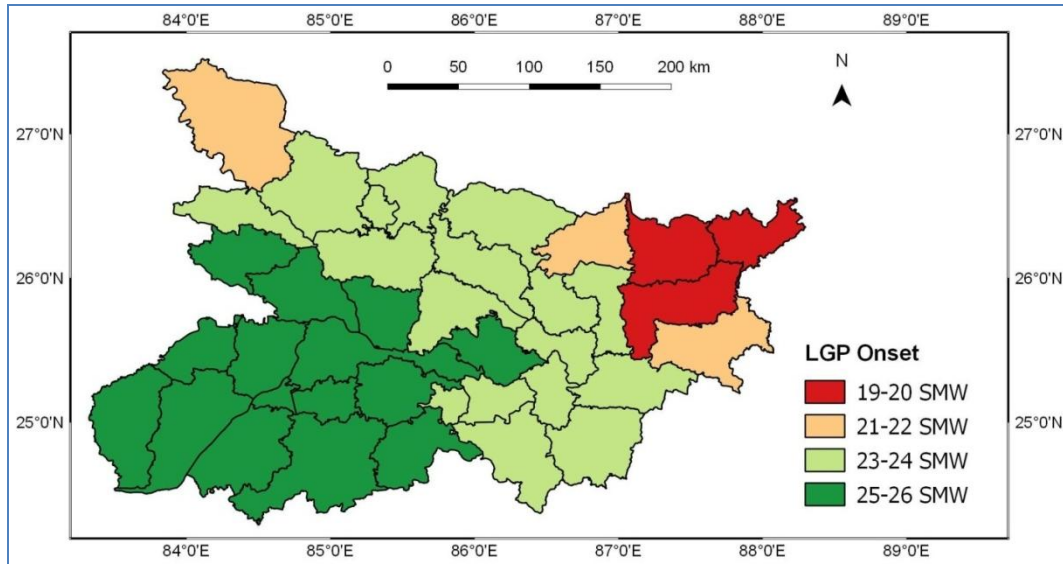 84°0'E 85°0'E 86°0'E 87°0'E 88°0'E 89°0'E
0 50 100 150 200 km
N
27°0'N 27°0'N
26°0'N 26°0'N
25°0'N 25°0'N
LGP Onset
19-20 SMW
21-22 SMW
23-24 SMW
25-26 SMW
84°0'E 85°0'E 86°0'E 87°0'E 88°0'E 89°0'E